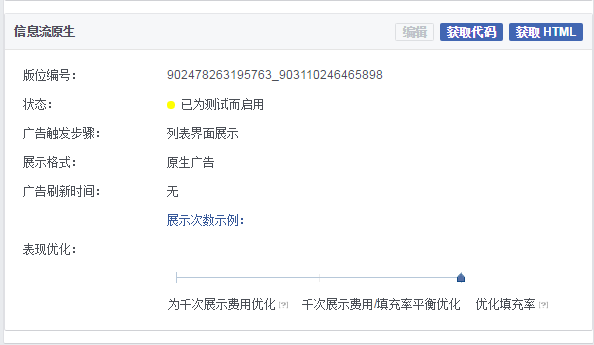 信息流原生 编辑 获取代码 获取 HTML
版位编号： 902478263195763_903110246465898
状态： 已为测试而启用
广告触发步骤： 列表界面展示
展示格式： 原生广告
广告刷新时间： 无
展示次数示例：
表现优化：
为千次展示费用优化 [?] 千次展示费用/填充率平衡优化 优化填充率 [?]